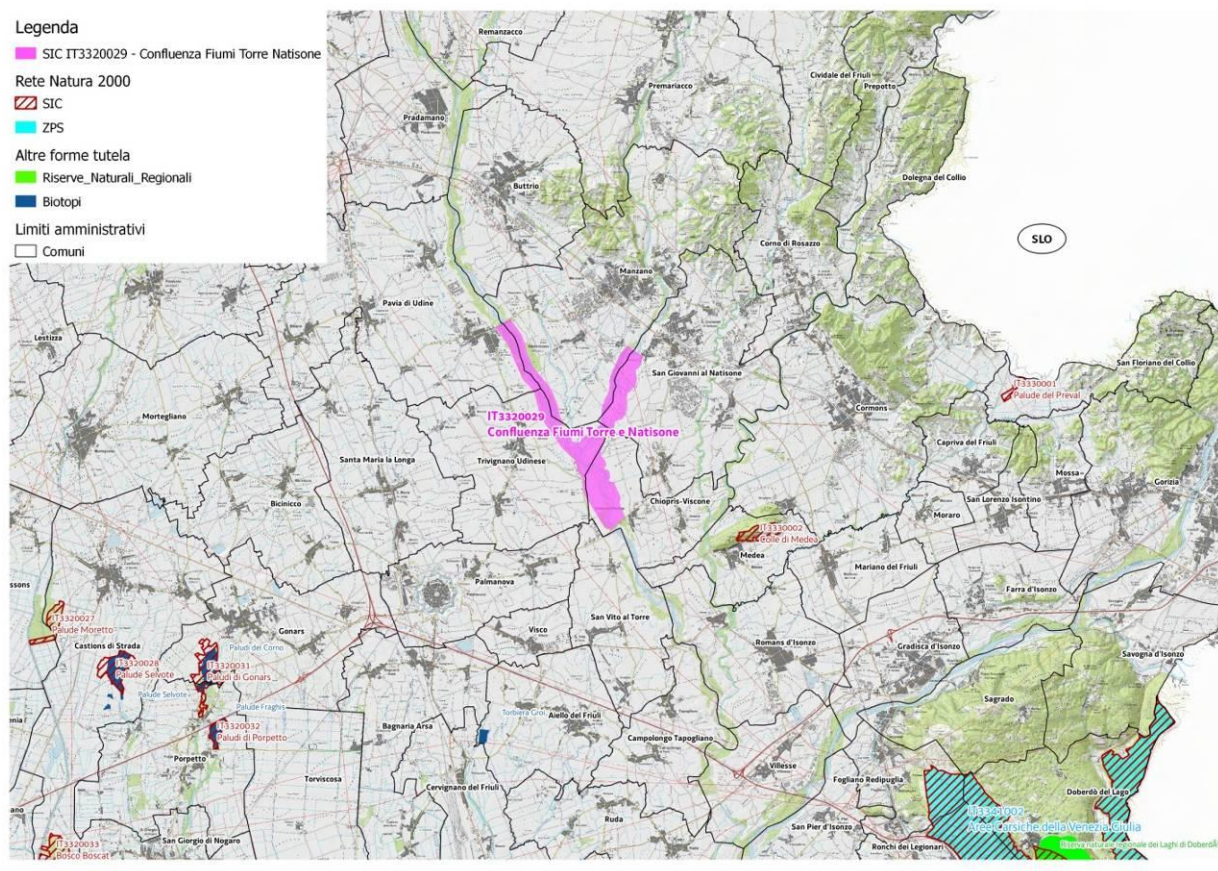 Legenda
SIC IT3320029 - Confluenza Fiumi Torre Natisone
Rete Natura 2000
SIC
ZPS
Altre forme tutela
Riserve_Naturali_Regionali
Biotopi
Limiti amministrativi
Comuni
Remanzacco
Cividale del Friuli
Prepotto
Premariacco
Pradamano
Dolegna del Collio
Buttrio
SLO
Corno di Rosazzo
Manzano
Pavia di Udine
Lestizza
San Floriano del Collio
San Giovanni al Natisone
IT3330001
Palude del Preval
Mortegliano
IT3320029
Confluenza Fiumi Torre e Natisone
Cormons
Capriva del Friuli
Santa Maria la Longa
Trivignano Udinese
Mossa
Gorizia
Bicinicco
Chiopris-Viscone
San Lorenzo Isontino
Moraro
IT3330002
Colle di Medea
Medea
Mariano del Friuli
Palmanova
Farra d'Isonzo
IT3320027
Palude Moretto
San Vito al Torre
Visco
Gonars
Castions di Strada
Paludi del Corno
Romans d'Isonzo
Gradisca d'Isonzo
Savogna d'Isonzo
IT3320028
Palude Selvote
IT3320031
Paludi di Gonars
Palude Selvote
Palude Fraghis
Sagrado
IT3320032
Paludi di Porpetto
Torbiera Groi
Aiello del Friuli
Bagnaria Arsa
Campolongo Tapogliano
Porpetto
Torviscosa
Villesse
Fogliano Redipuglia
Cervignano del Friuli
Doberdò del Lago
Ruda
IT3341002
Aree Carsiche della Venezia Giulia
San Pier d'Isonzo
San Giorgio di Nogaro
Ronchi dei Legionari
Riserva naturale regionale dei Laghi di Doberdò
IT3320033
Bosco Boscat